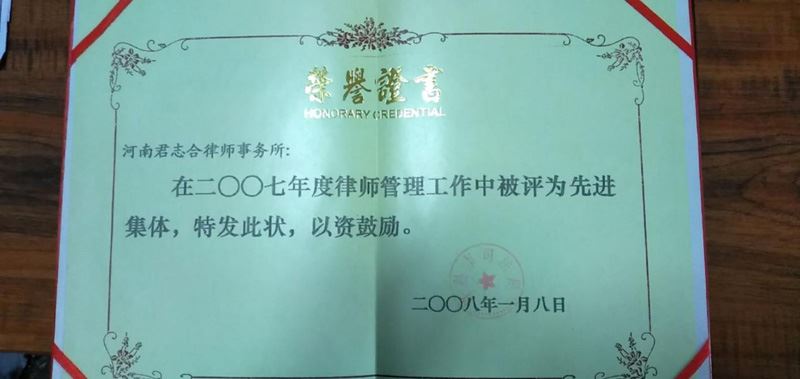 荣誉證書
HONORARY CREDENTIAL
河南君志合律师事务所:
在二〇〇七年度律师管理工作中被评为先进
集体，特发此状，以资鼓励。
二〇〇八年一月八日